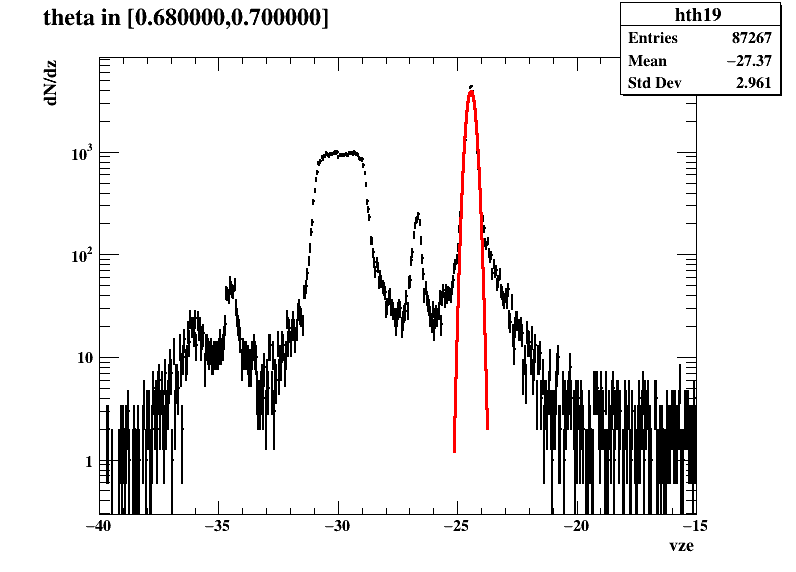 theta in [0.680000,0.700000]
hth19
Entries 87267
Mean −27.37
Std Dev 2.961
dN/dz
10³
10²
10
1
−40 −35 −30 −25 −20 −15
vze